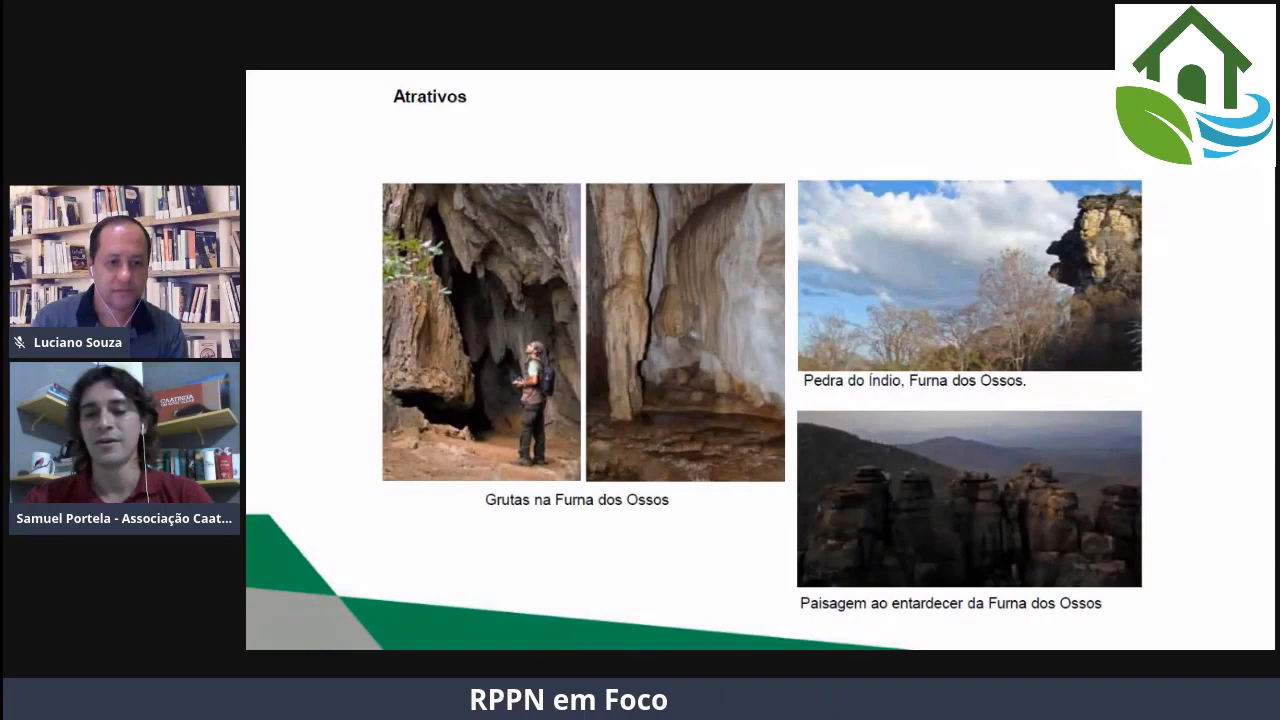 Atrativos
Luciano Souza
CAATINGA
Samuel Portela - Associação Caat...
Pedra do Índio, Furna dos Ossos.
Grutas na Furna dos Ossos
Paisagem ao entardecer da Furna dos Ossos
RPPN em Foco